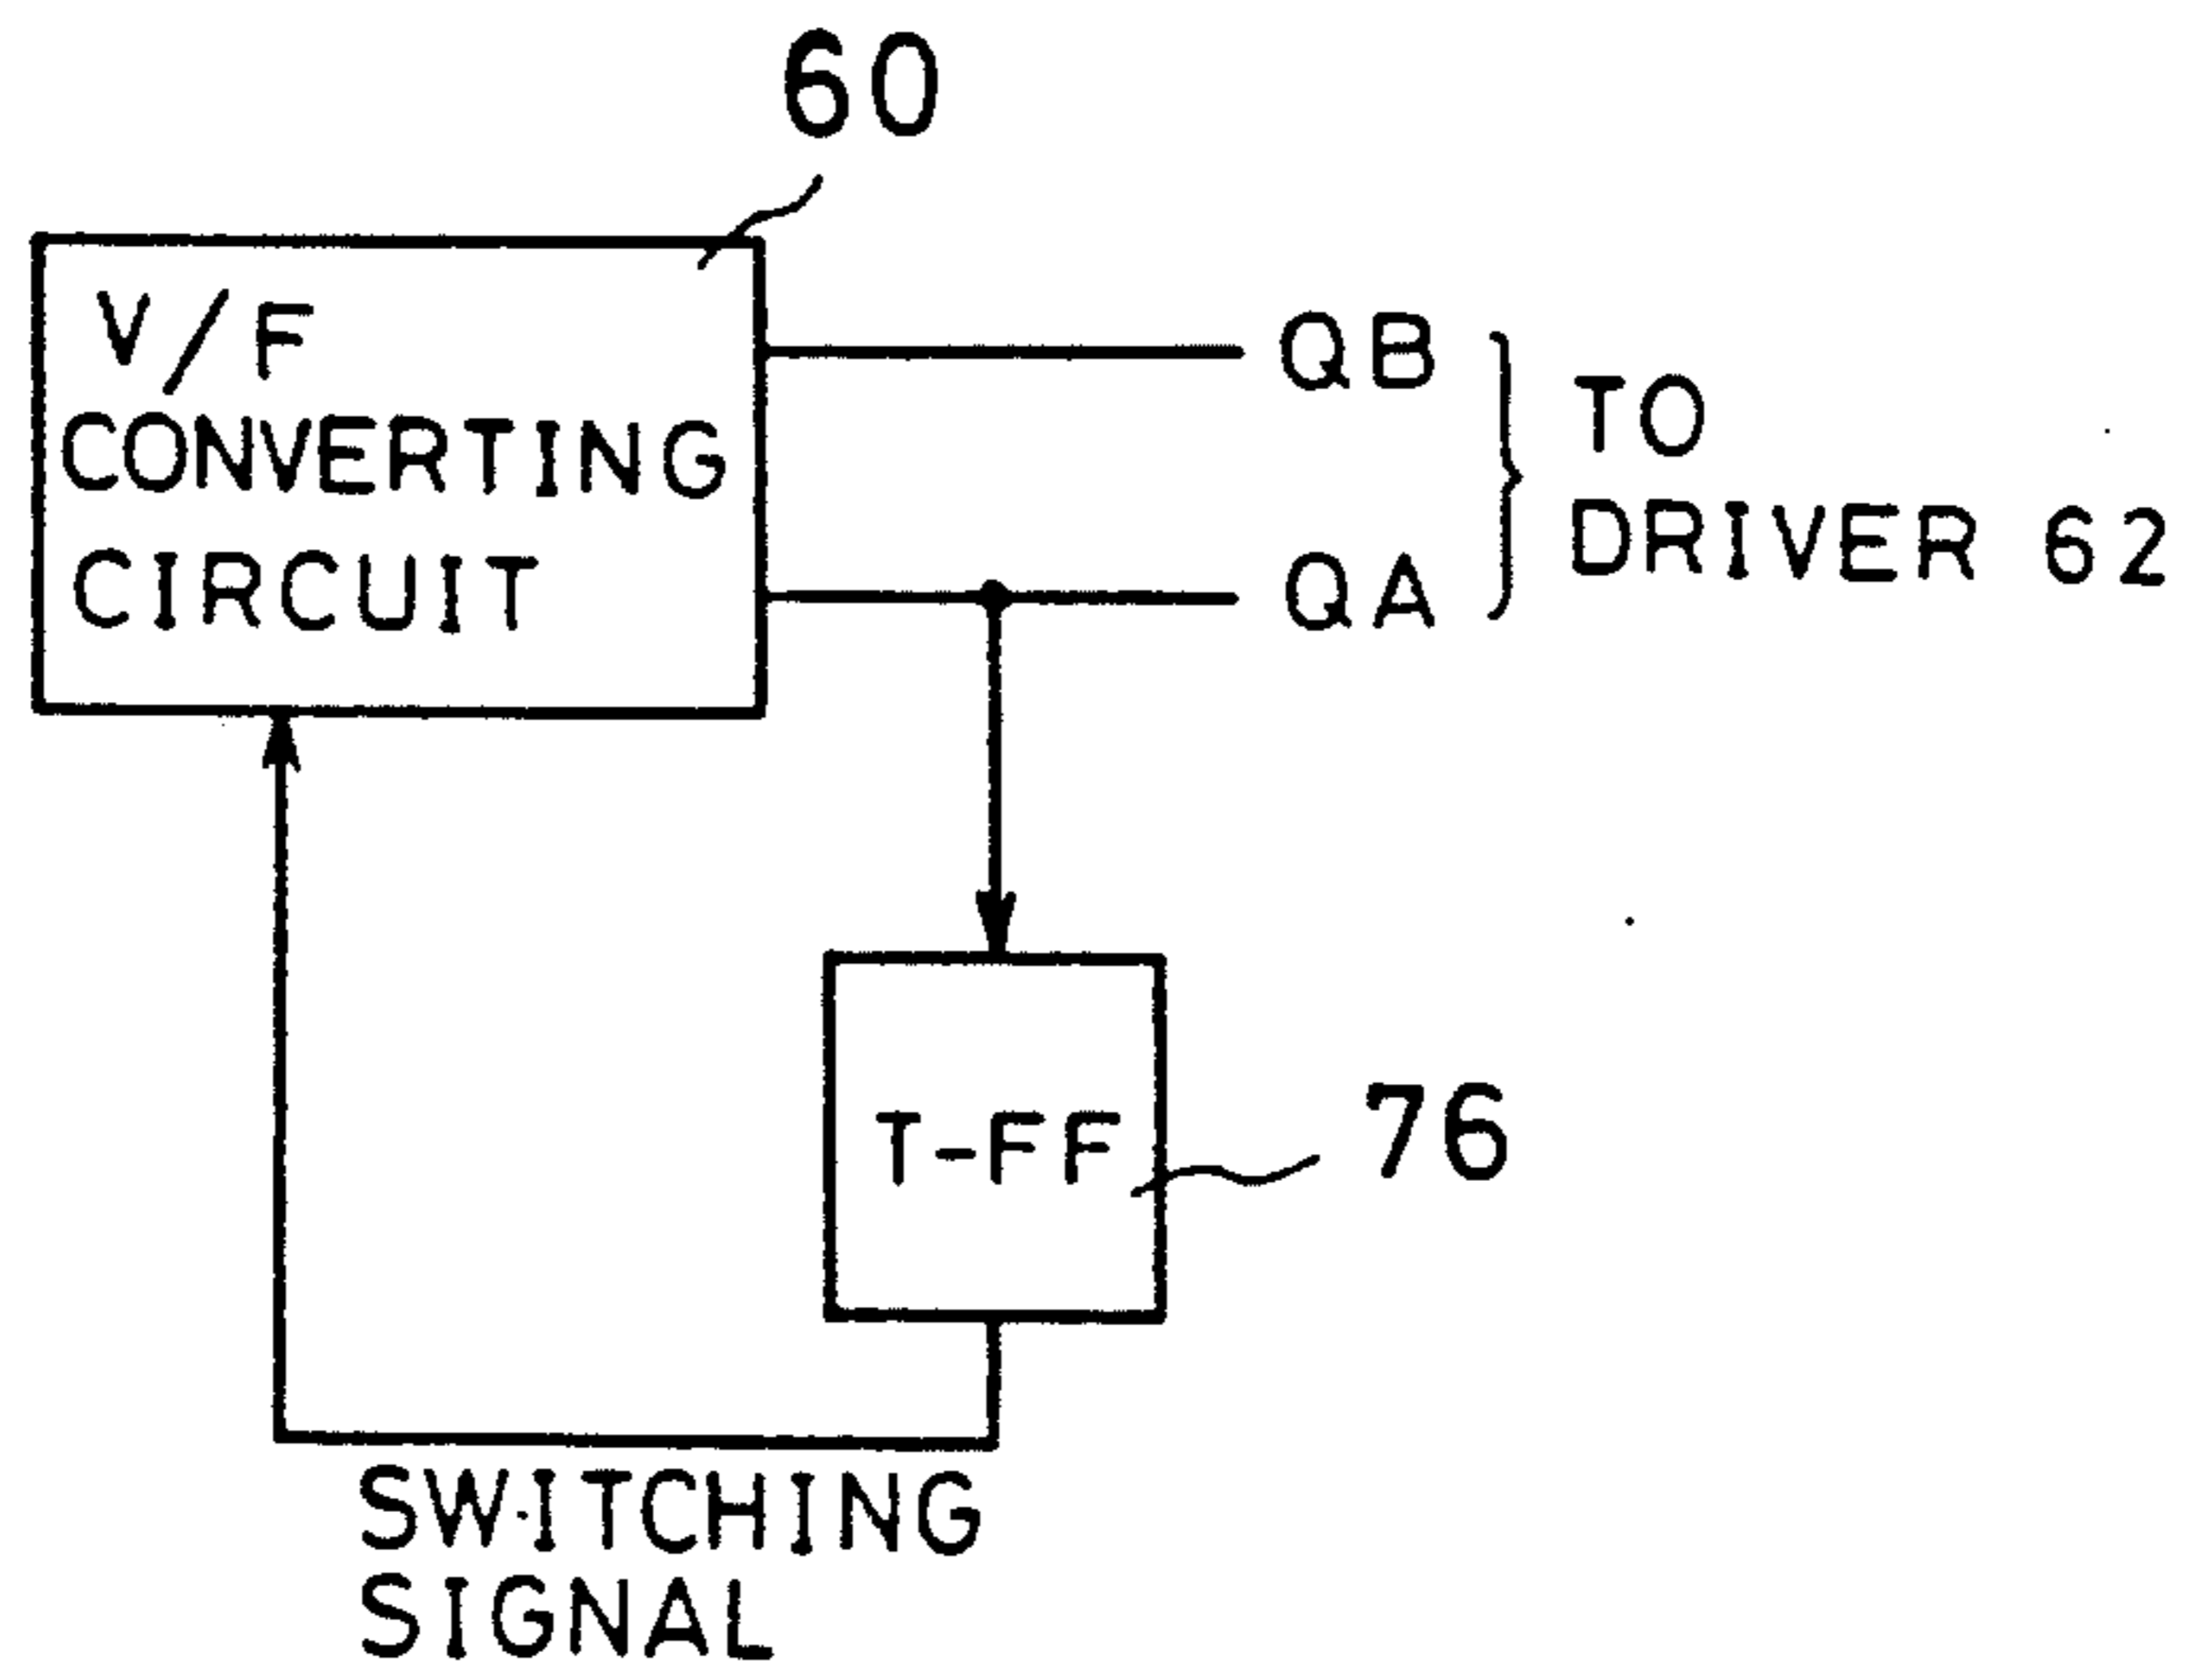 60
V/F
CONVERTING
CIRCUIT
QB
QA
TO
DRIVER 62
T-FF
76
SWITCHING
SIGNAL